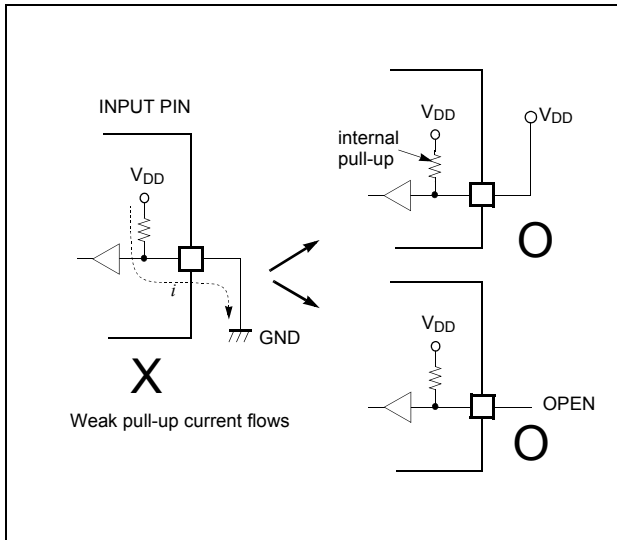 INPUT PIN
VDD
i
GND
X
Weak pull-up current flows
VDD
VDD
internal
pull-up
O
VDD
OPEN
O